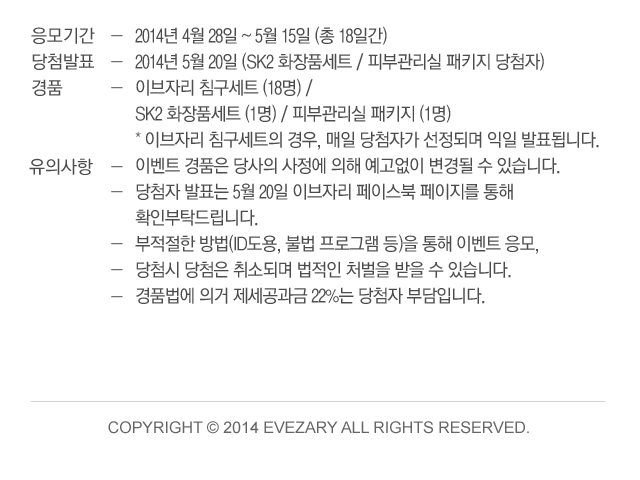 응모기간 – 2014년 4월 28일 ~ 5월 15일 (총 18일간)
당첨발표 – 2014년 5월 20일 (SK2 화장품세트 / 피부관리실 패키지 당첨자)
경품 – 이브자리 침구세트 (18명) /
SK2 화장품세트 (1명) / 피부관리실 패키지 (1명)
* 이브자리 침구세트의 경우, 매일 당첨자가 선정되며 익일 발표됩니다.
유의사항 – 이벤트 경품은 당사의 사정에 의해 예고없이 변경될 수 있습니다.
– 당첨자 발표는 5월 20일 이브자리 페이스북 페이지를 통해
확인부탁드립니다.
– 부적절한 방법(ID도용, 불법 프로그램 등)을 통해 이벤트 응모,
– 당첨시 당첨은 취소되며 법적인 처벌을 받을 수 있습니다.
– 경품법에 의거 제세공과금 22%는 당첨자 부담입니다.
COPYRIGHT © 2014 EVEZARY ALL RIGHTS RESERVED.